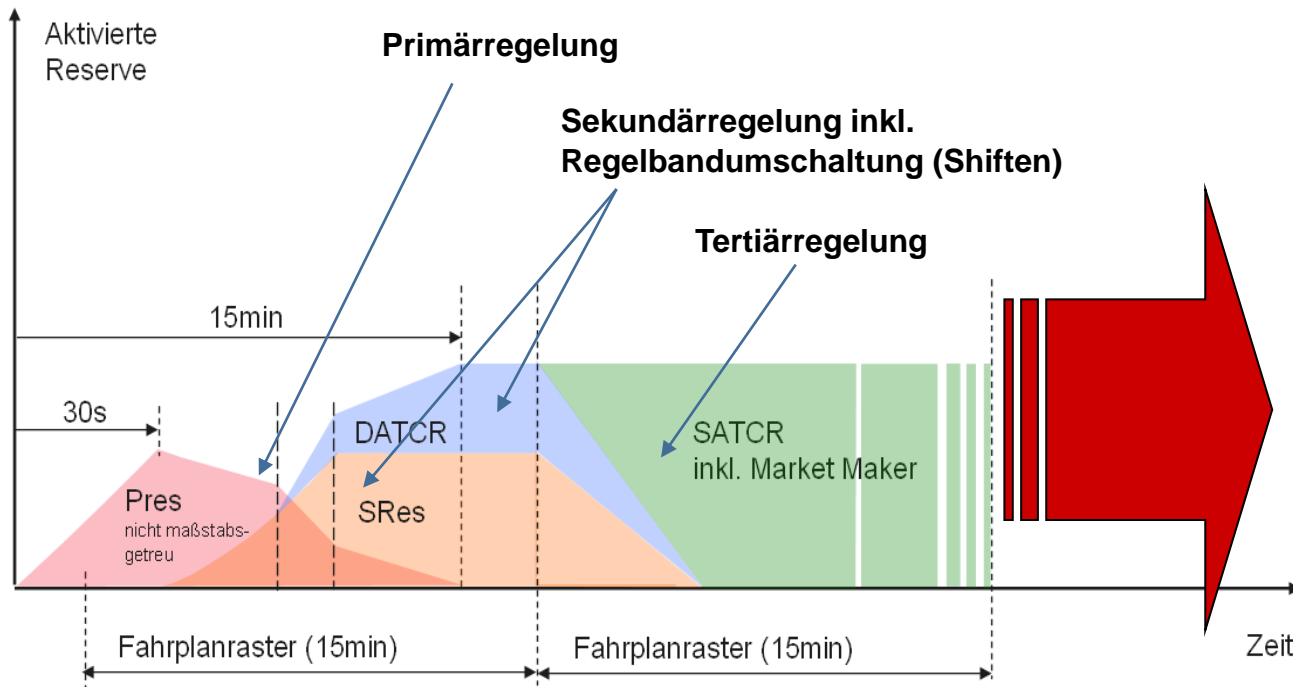 Aktivierte
Reserve
Primärregelung
Sekundärregelung inkl.
Regelbandumschaltung (Shiften)
Tertiärregelung
15min
30s
DATCR
SATCR
inkl. Market Maker
Pres
nicht maßstabs-
getreu
SRes
Fahrplanraster (15min)
Fahrplanraster (15min)
Zeit